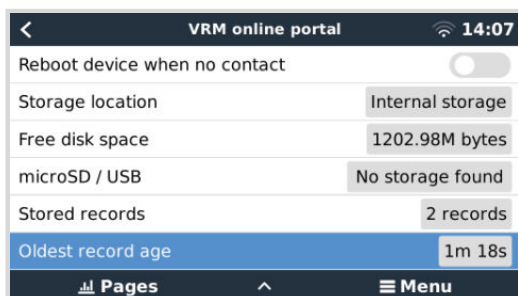 VRM online portal 14:07
Reboot device when no contact
Storage location Internal storage
Free disk space 1202.98M bytes
microSD / USB No storage found
Stored records 2 records
Oldest record age 1m 18s
Pages Menu